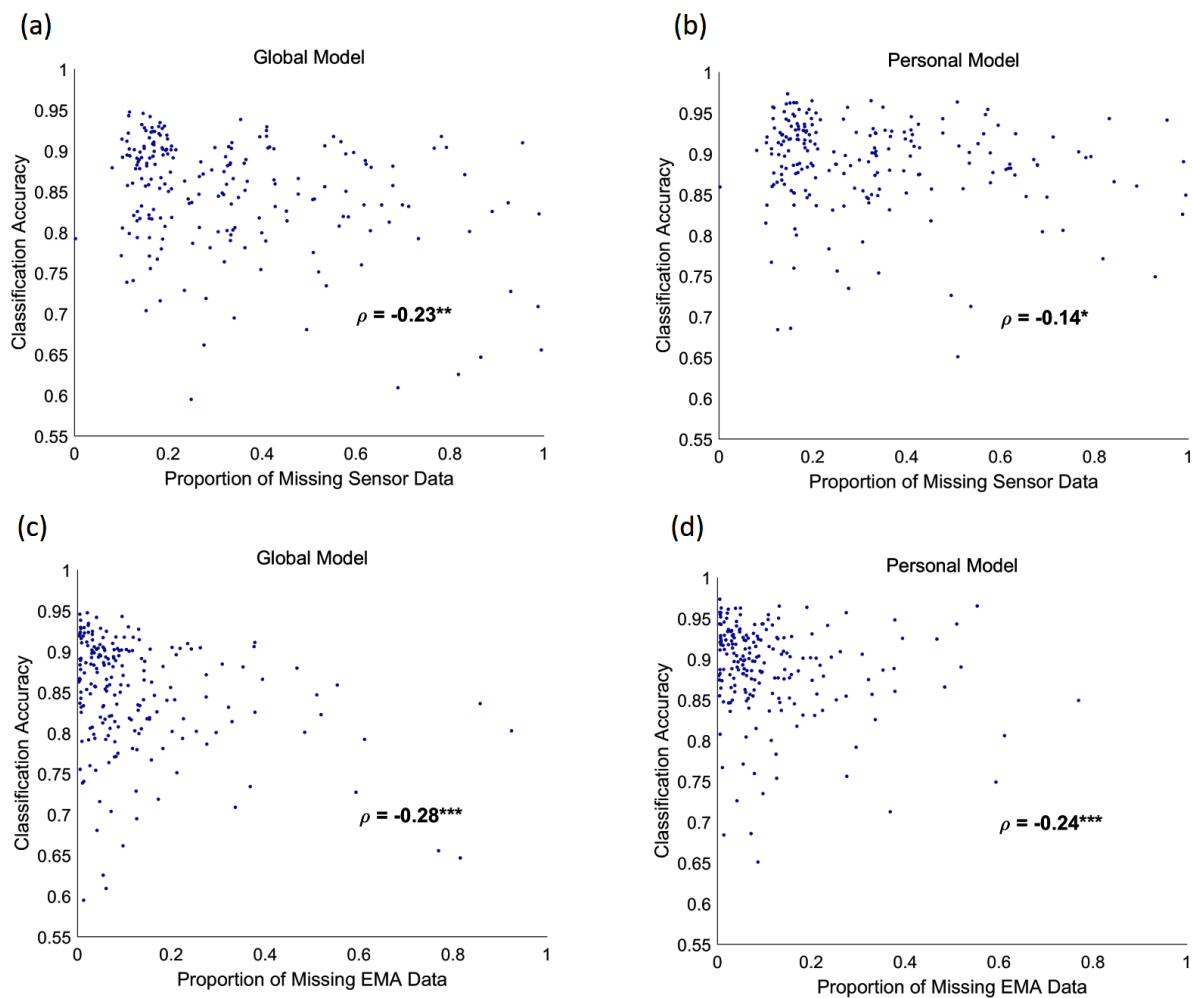 (a)
Global Model
1
0.95
0.9
0.85
0.8
0.75
0.7
0.65
0.6
0.55
Classification Accuracy
ρ = -0.23**
0 0.2 0.4 0.6 0.8 1
Proportion of Missing Sensor Data
(b)
Personal Model
1
0.95
0.9
0.85
0.8
0.75
0.7
0.65
0.6
0.55
Classification Accuracy
ρ = -0.14*
0 0.2 0.4 0.6 0.8 1
Proportion of Missing Sensor Data
(c)
Global Model
1
0.95
0.9
0.85
0.8
0.75
0.7
0.65
0.6
0.55
Classification Accuracy
ρ = -0.28***
0 0.2 0.4 0.6 0.8 1
Proportion of Missing EMA Data
(d)
Personal Model
1
0.95
0.9
0.85
0.8
0.75
0.7
0.65
0.6
0.55
Classification Accuracy
ρ = -0.24***
0 0.2 0.4 0.6 0.8 1
Proportion of Missing EMA Data